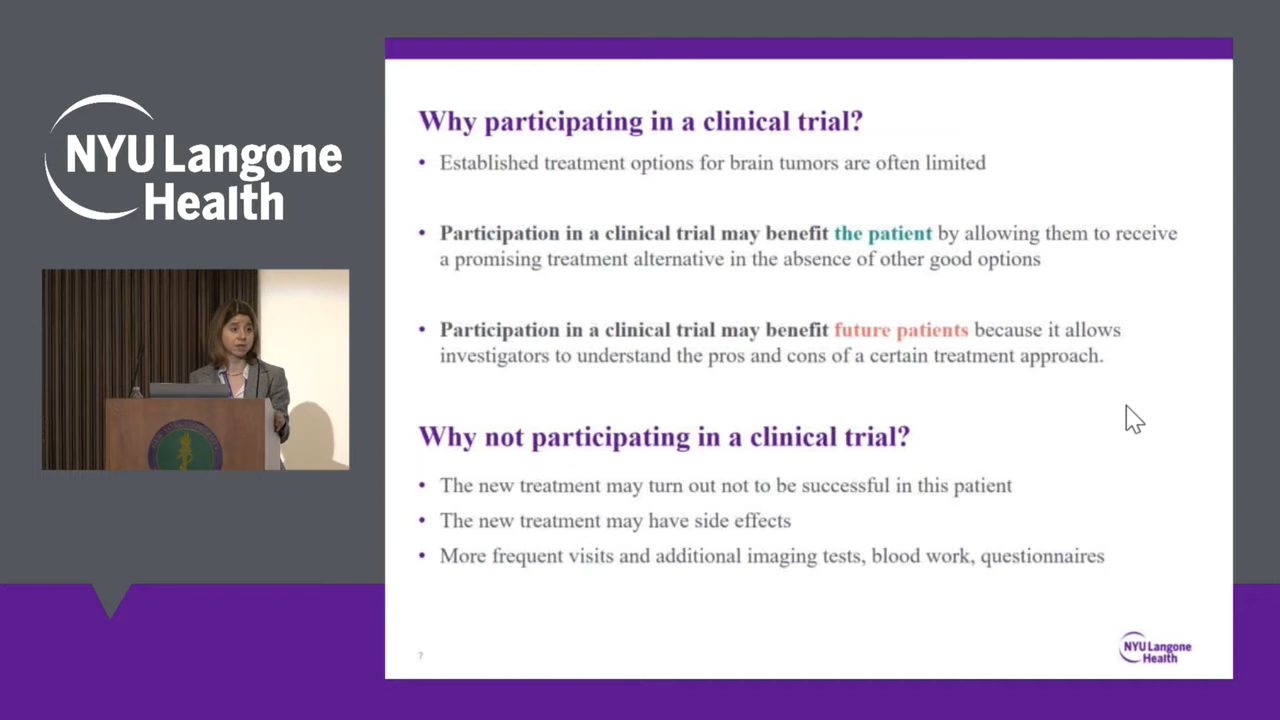 NYU Langone
Health
Why participating in a clinical trial?
• Established treatment options for brain tumors are often limited
• Participation in a clinical trial may benefit the patient by allowing them to receive
a promising treatment alternative in the absence of other good options
• Participation in a clinical trial may benefit future patients because it allows
investigators to understand the pros and cons of a certain treatment approach.
Why not participating in a clinical trial?
• The new treatment may turn out not to be successful in this patient
• The new treatment may have side effects
• More frequent visits and additional imaging tests, blood work, questionnaires
7
NYU Langone
Health